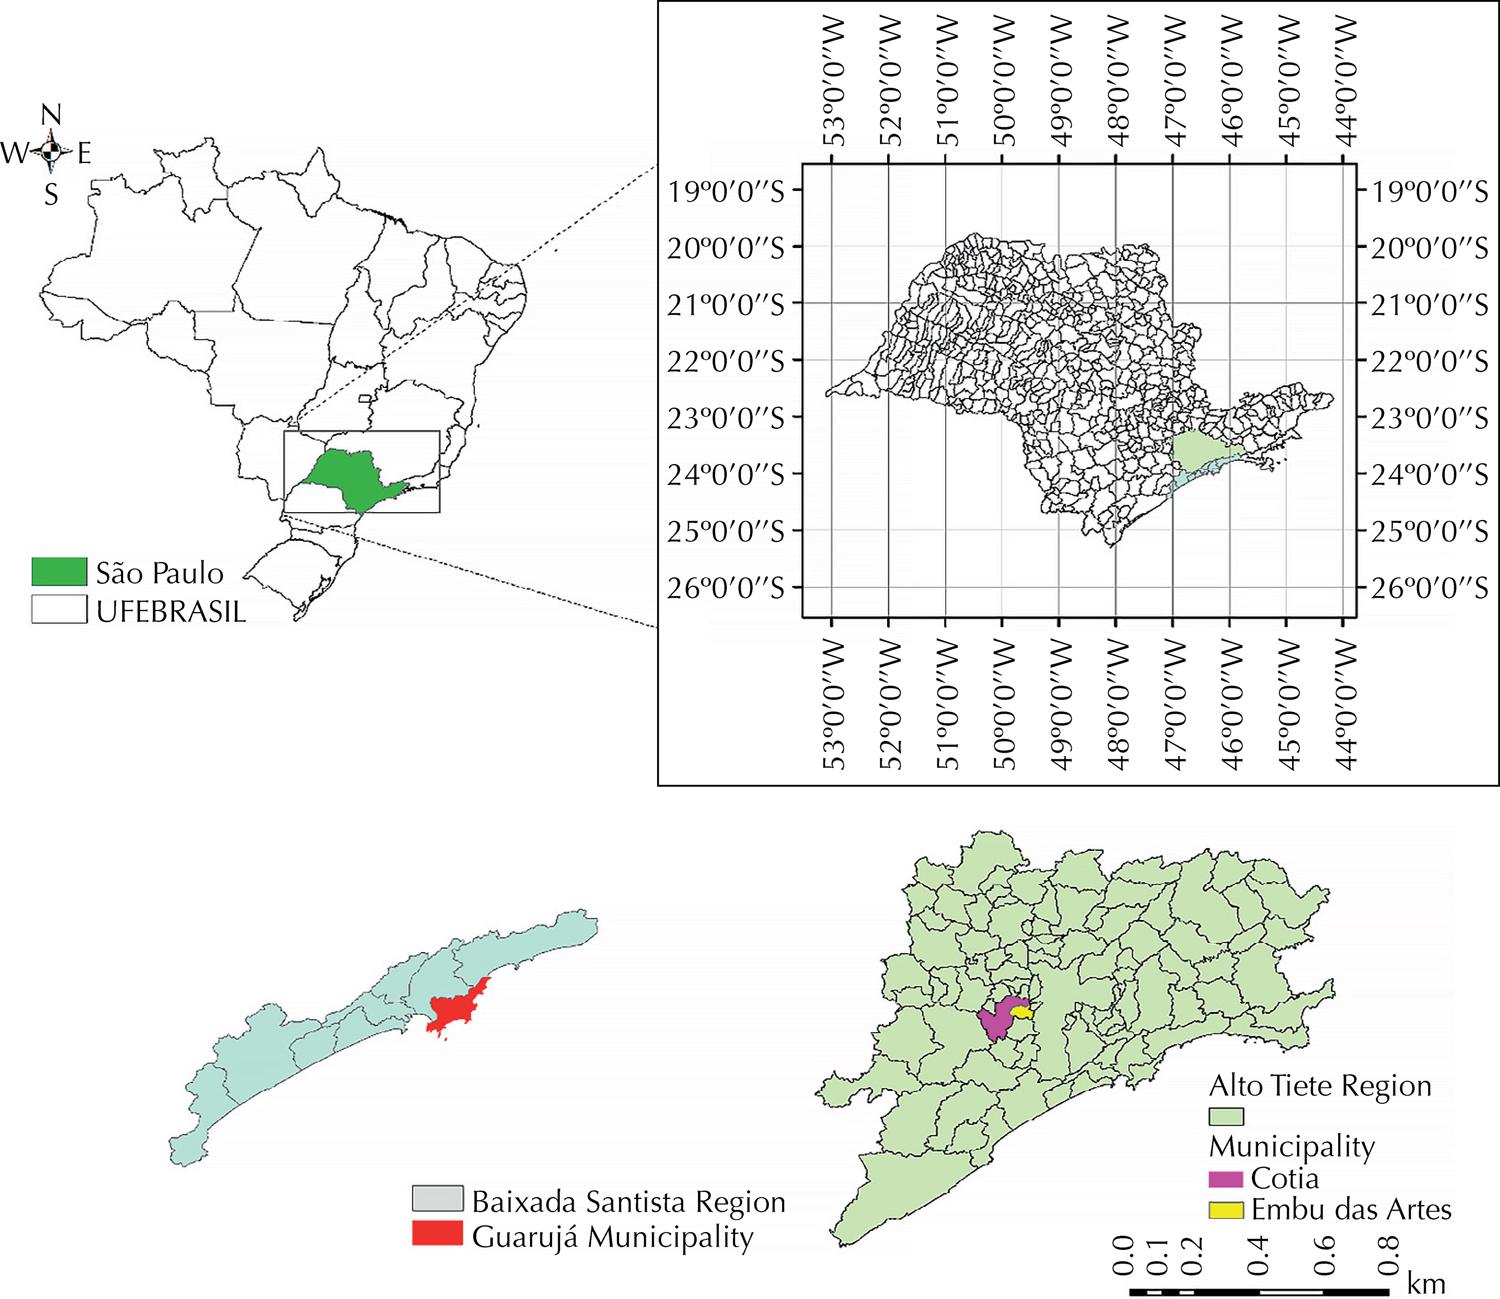 N
W E
S
São Paulo
UFEBRASIL
53º0′0″W 52º0′0″W 51º0′0″W 50º0′0″W 49º0′0″W 48º0′0″W 47º0′0″W 46º0′0″W 45º0′0″W 44º0′0″W
19º0′0″S 19º0′0″S
20º0′0″S 20º0′0″S
21º0′0″S 21º0′0″S
22º0′0″S 22º0′0″S
23º0′0″S 23º0′0″S
24º0′0″S 24º0′0″S
25º0′0″S 25º0′0″S
26º0′0″S 26º0′0″S
53º0′0″W 52º0′0″W 51º0′0″W 50º0′0″W 49º0′0″W 48º0′0″W 47º0′0″W 46º0′0″W 45º0′0″W 44º0′0″W
Baixada Santista Region
Guarujá Municipality
Alto Tiete Region
Municipality
Cotia
Embu das Artes
0.0 0.1 0.2 0.4 0.6 0.8
km